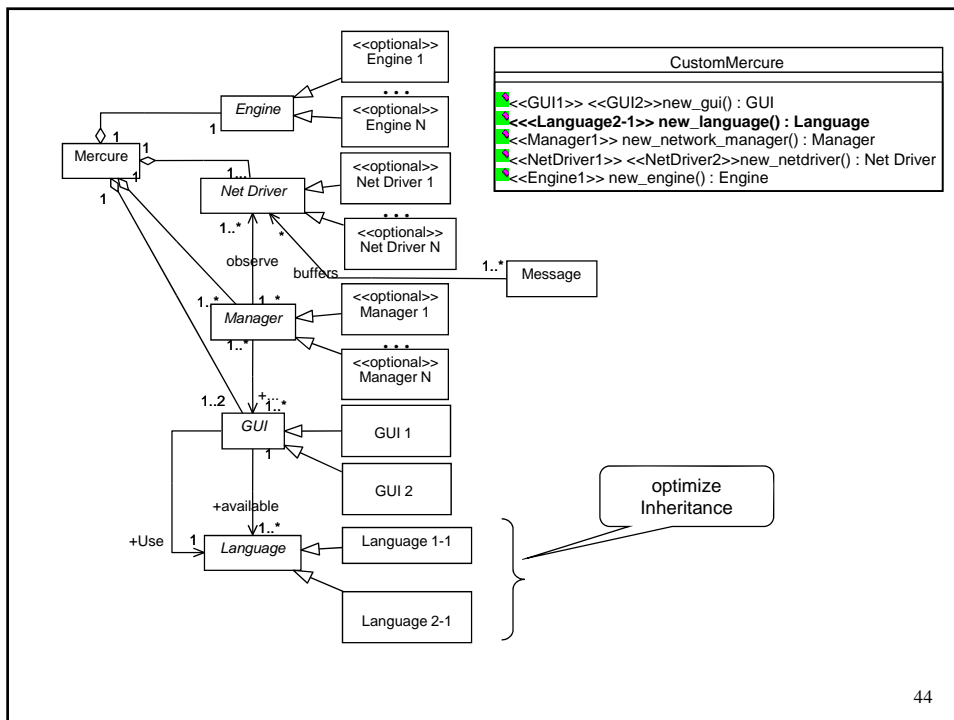 <<optional>>
Engine 1
...
Engine
<<optional>>
Engine N
1
1
Mercure
1
1
1
<<optional>>
Net Driver 1
...
1...
Net Driver
<<optional>>
Net Driver N
1..*
*
observe
buffers
1..*
Message
<<optional>>
Manager 1
...
1..*
1..*
Manager
1..*
<<optional>>
Manager N
1..2
+...
1..*
GUI
1
GUI 1
GUI 2
+available
1..*
+Use
1
Language
Language 1-1
Language 2-1
CustomMercure
<<GUI1>> <<GUI2>>new_gui() : GUI
<<<Language2-1>> new_language() : Language
<<Manager1>> new_network_manager() : Manager
<<NetDriver1>> <<NetDriver2>>new_netdriver() : Net Driver
<<Engine1>> new_engine() : Engine
optimize
Inheritance
44